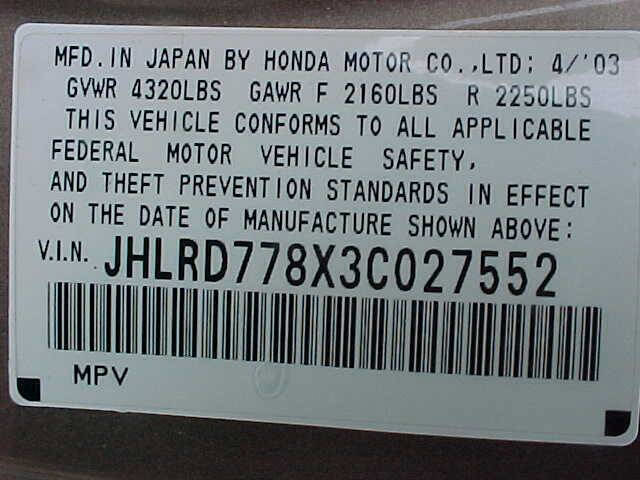 MFD. IN JAPAN BY HONDA MOTOR CO.,LTD; 4/'03
GVWR 4320LBS GAWR F 2160LBS R 2250LBS
THIS VEHICLE CONFORMS TO ALL APPLICABLE
FEDERAL MOTOR VEHICLE SAFETY,
AND THEFT PREVENTION STANDARDS IN EFFECT
ON THE DATE OF MANUFACTURE SHOWN ABOVE:
V.I.N. JHLRD778X3C027552
MPV